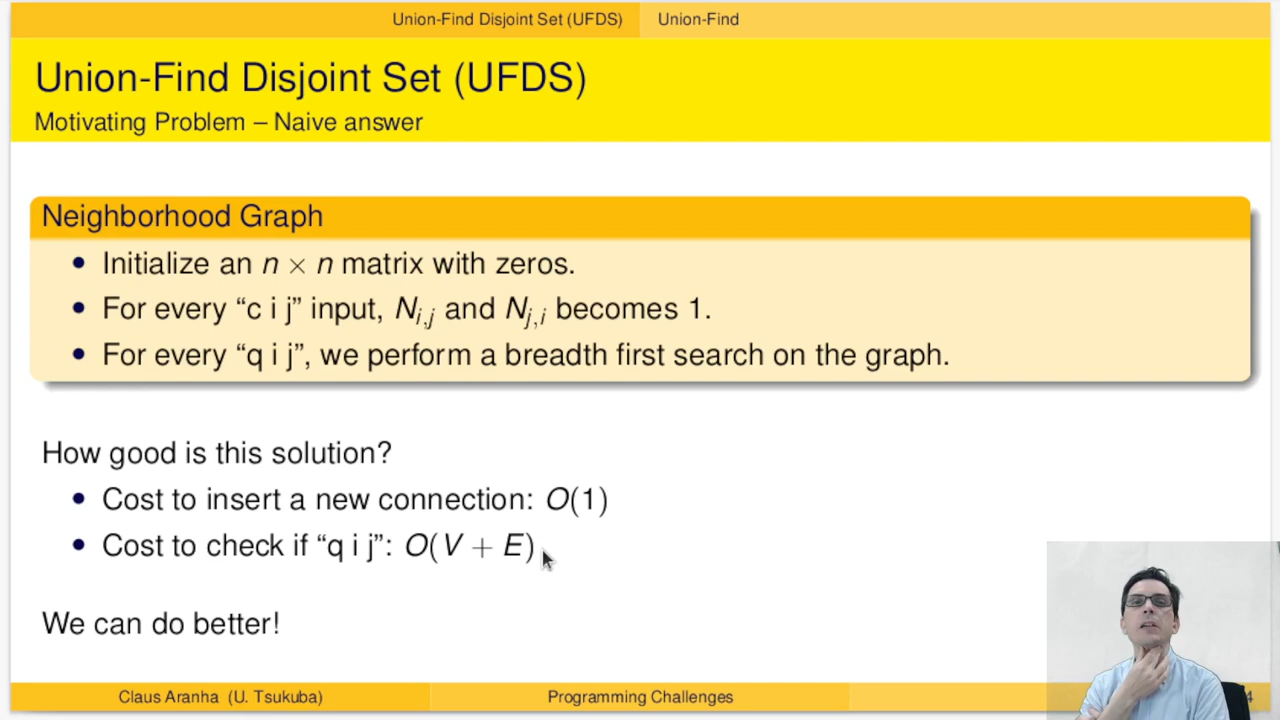 Union-Find Disjoint Set (UFDS) Union-Find
Union-Find Disjoint Set (UFDS)
Motivating Problem – Naive answer
Neighborhood Graph
• Initialize an n × n matrix with zeros.
• For every “c i j” input, N_{i,j} and N_{j,i} becomes 1.
• For every “q i j”, we perform a breadth first search on the graph.
How good is this solution?
• Cost to insert a new connection: O(1)
• Cost to check if “q i j”: O(V + E)
We can do better!
Claus Aranha (U. Tsukuba) Programming Challenges